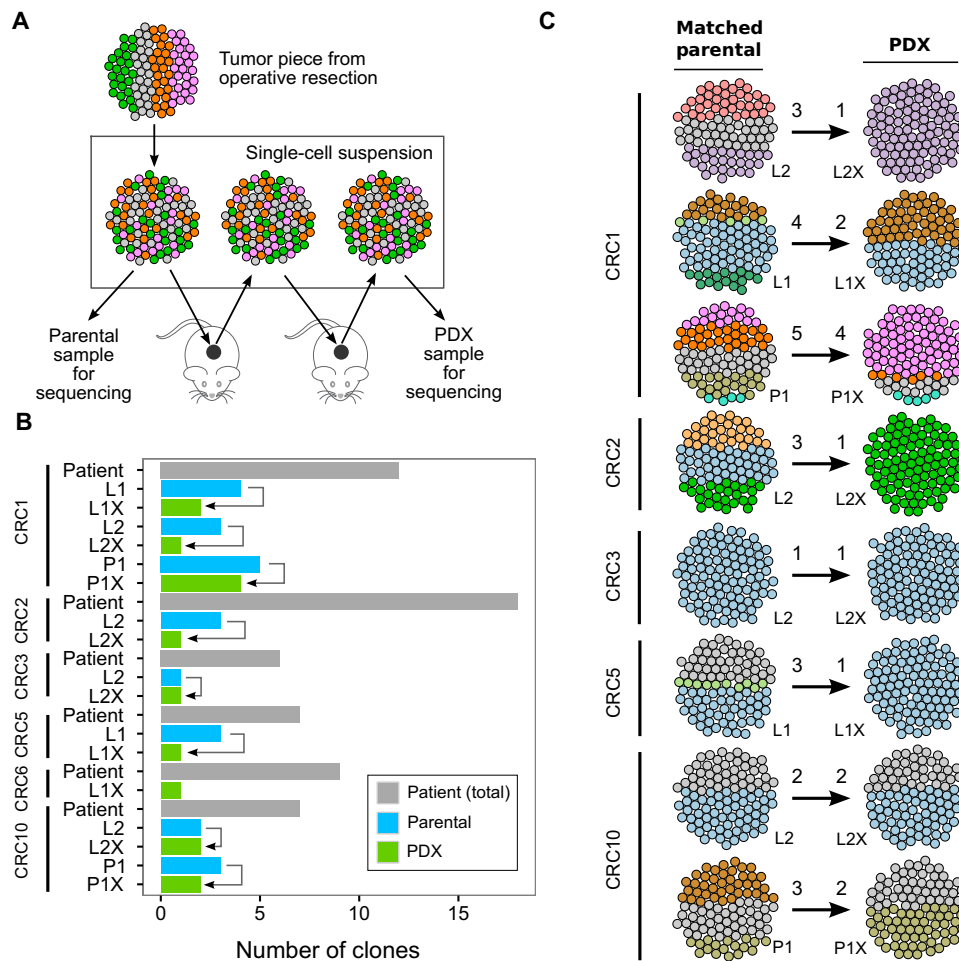 A
Tumor piece from
operative resection
Single-cell suspension
Parental
sample
for
sequencing
PDX
sample
for
sequencing
B
CRC1
Patient
L1
L1X
L2
L2X
P1
P1X
CRC2
Patient
L2
L2X
CRC3
Patient
L2
L2X
CRC5
Patient
L1
L1X
CRC6
Patient
L1X
CRC10
Patient
L2
L2X
P1
P1X
Patient (total)
Parental
PDX
0 5 10 15
Number of clones
C
Matched
parental
PDX
CRC1
3 1
L2 L2X
4 2
L1 L1X
5 4
P1 P1X
CRC2
3 1
L2 L2X
CRC3
1 1
L2 L2X
CRC5
3 1
L1 L1X
CRC10
2 2
L2 L2X
3 2
P1 P1X